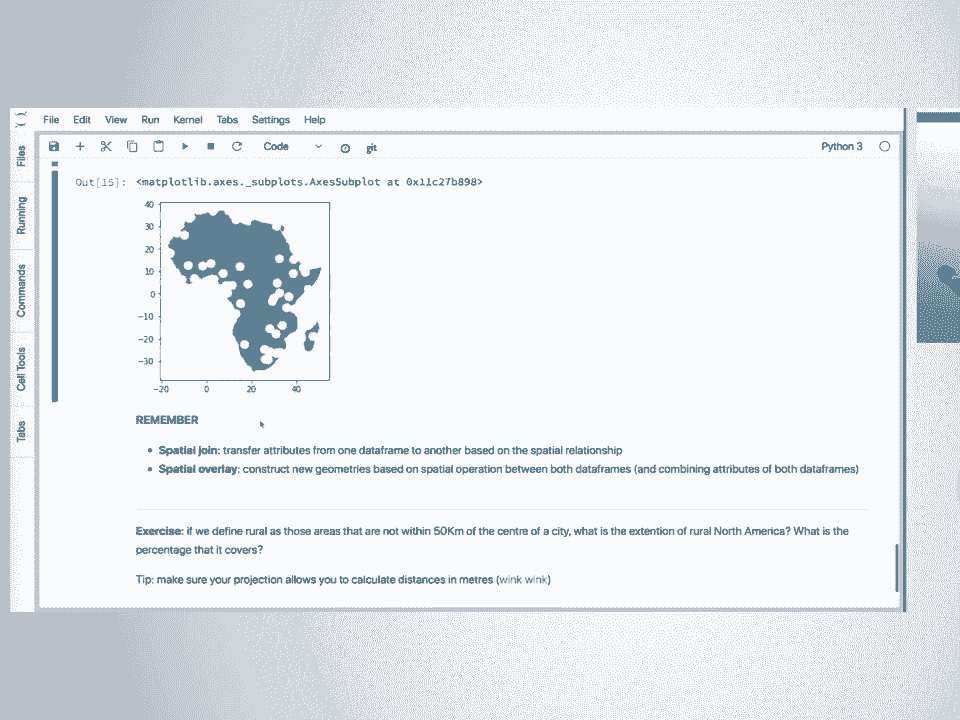 File Edit View Run Kernel Tabs Settings Help
Code git Python 3
Files
Running
Commands
Cell Tools
Tabs
Out[15]: <matplotlib.axes._subplots.AxesSubplot at 0x11c27b898>
40
30
20
10
0
−10
−20
−30
−20 0 20 40
REMEMBER
• Spatial join: transfer attributes from one dataframe to another based on the spatial relationship
• Spatial overlay: construct new geometries based on spatial operation between both dataframes (and combining attributes of both dataframes)
Exercise: if we define rural as those areas that are not within 50Km of the centre of a city, what is the extention of rural North America? What is the
percentage that it covers?
Tip: make sure your projection allows you to calculate distances in metres (wink wink)